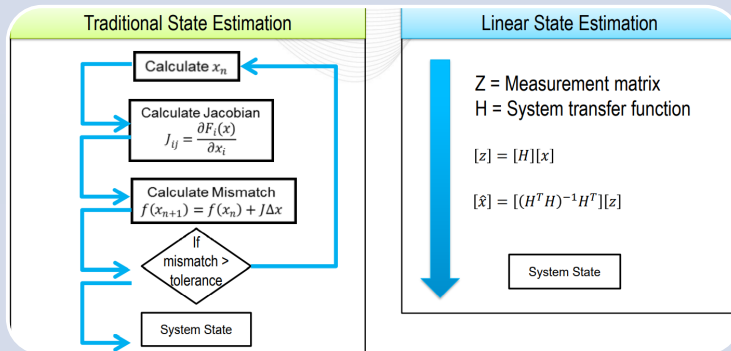 Traditional State Estimation
Calculate xₙ
Calculate Jacobian
Jᵢⱼ = ∂Fᵢ(x) / ∂xᵢ
Calculate Mismatch
f(xₙ₊₁) = f(xₙ) + JΔx
If
mismatch >
tolerance
System State
Linear State Estimation
Z = Measurement matrix
H = System transfer function
[z] = [H][x]
[x̂] = [(HᵀH)⁻¹Hᵀ][z]
System State